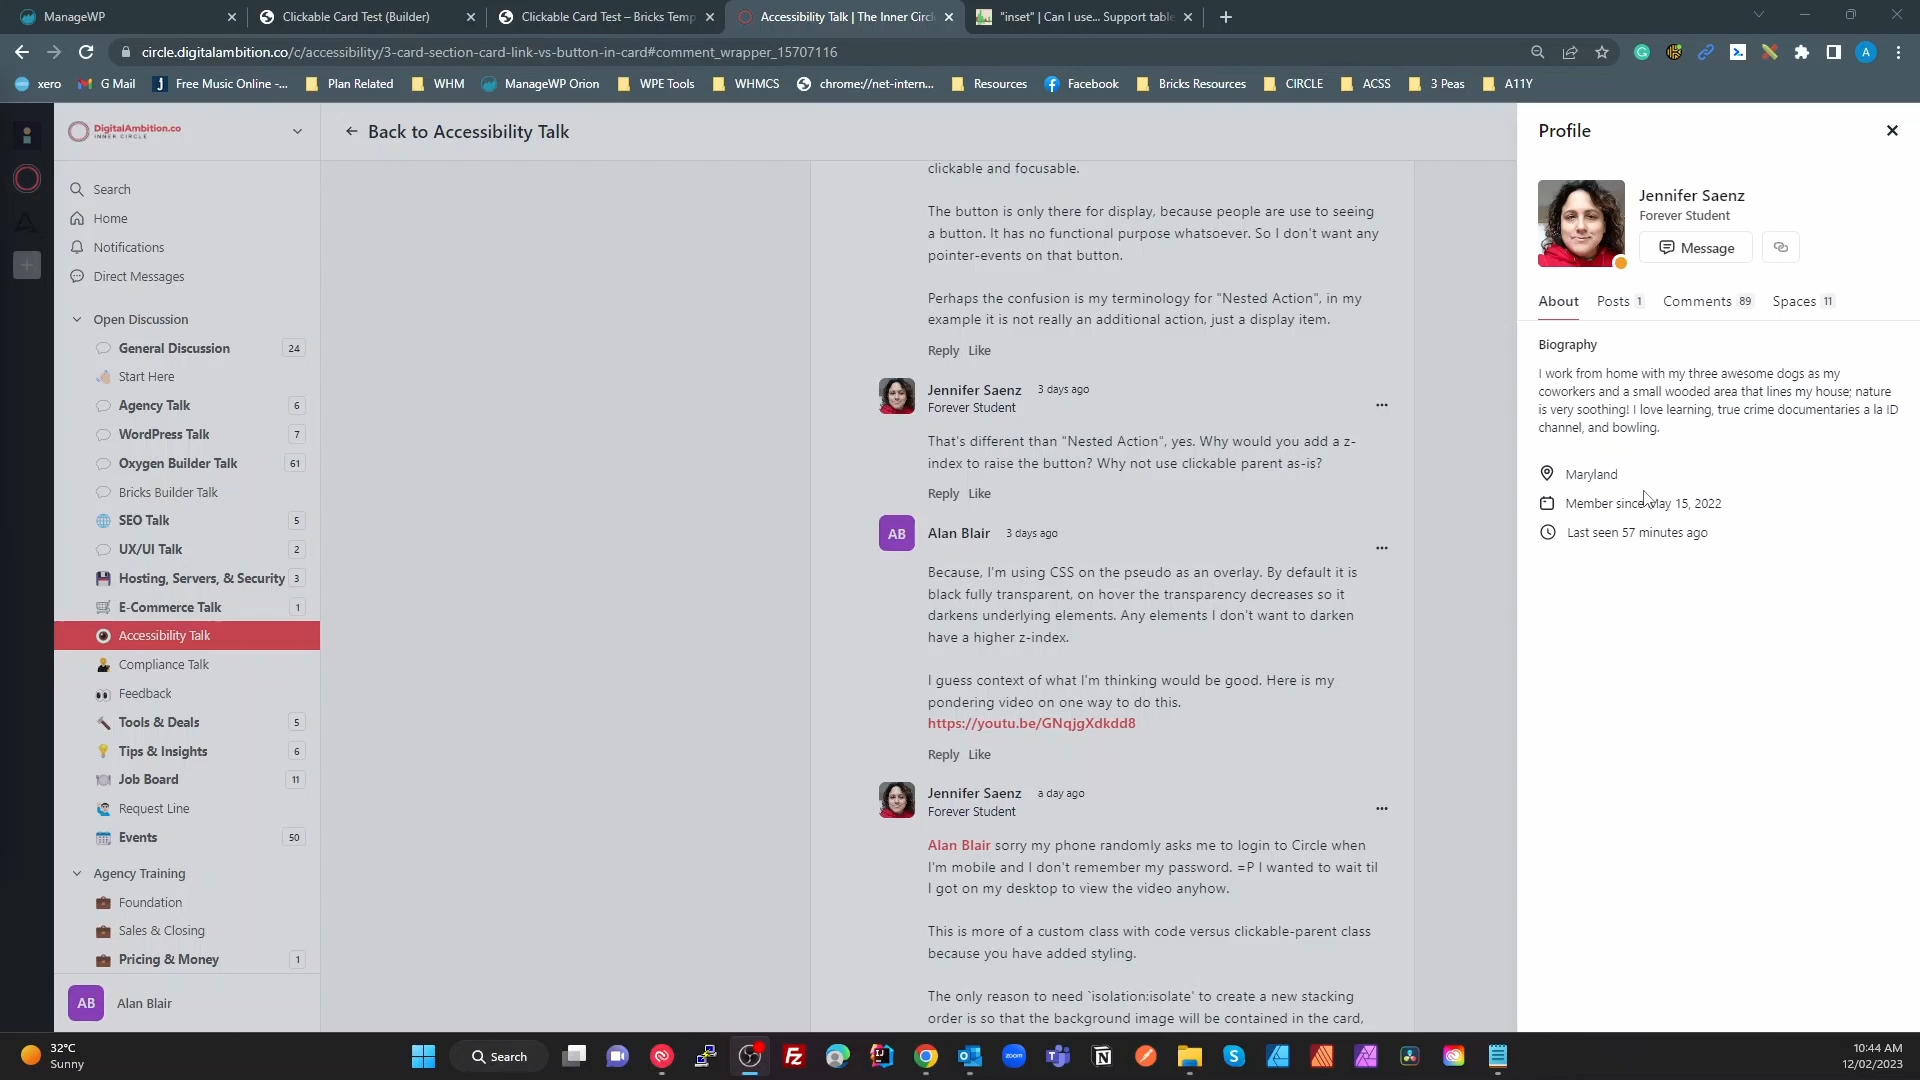 ManageWP
Clickable Card Test (Builder)
Clickable Card Test – Bricks Temp
Accessibility Talk | The Inner Circl
"inset" | Can I use... Support table
circle.digitalambition.co/c/accessibility/3-card-section-card-link-vs-button-in-card#comment_wrapper_15707116
A
xero
G Mail
Free Music Online -...
Plan Related
WHM
ManageWP Orion
WPE Tools
WHMCS
chrome://net-intern...
Resources
Facebook
Bricks Resources
CIRCLE
ACSS
3 Peas
A11Y
DigitalAmbition.co
INNER CIRCLE
Search
Home
Notifications
Direct Messages
Open Discussion
General Discussion 24
Start Here
Agency Talk 6
WordPress Talk 7
Oxygen Builder Talk 61
Bricks Builder Talk
SEO Talk 5
UX/UI Talk 2
Hosting, Servers, & Security 3
E-Commerce Talk 1
Accessibility Talk
Compliance Talk
Feedback
Tools & Deals 5
Tips & Insights 6
Job Board 11
Request Line
Events 50
Agency Training
Foundation
Sales & Closing
Pricing & Money 1
AB Alan Blair
Back to Accessibility Talk
clickable and focusable.
The button is only there for display, because people are use to seeing
a button. It has no functional purpose whatsoever. So I don't want any
pointer-events on that button.
Perhaps the confusion is my terminology for "Nested Action", in my
example it is not really an additional action, just a display item.
Reply Like
Jennifer Saenz 3 days ago
Forever Student
That's different than "Nested Action", yes. Why would you add a z-
index to raise the button? Why not use clickable parent as-is?
Reply Like
AB Alan Blair 3 days ago
Because, I'm using CSS on the pseudo as an overlay. By default it is
black fully transparent, on hover the transparency decreases so it
darkens underlying elements. Any elements I don't want to darken
have a higher z-index.
I guess context of what I'm thinking would be good. Here is my
pondering video on one way to do this.
https://youtu.be/GNqjgXdkdd8
Reply Like
Jennifer Saenz a day ago
Forever Student
Alan Blair sorry my phone randomly asks me to login to Circle when
I'm mobile and I don't remember my password. =P I wanted to wait til
I got on my desktop to view the video anyhow.
This is more of a custom class with code versus clickable-parent class
because you have added styling.
The only reason to need `isolation:isolate' to create a new stacking
order is so that the background image will be contained in the card,
Profile
Jennifer Saenz
Forever Student
Message
About Posts 1 Comments 89 Spaces 11
Biography
I work from home with my three awesome dogs as my
coworkers and a small wooded area that lines my house; nature
is very soothing! I love learning, true crime documentaries a la ID
channel, and bowling.
Maryland
Member since May 15, 2022
Last seen 57 minutes ago
32°C
Sunny
Search
zoom
10:44 AM
12/02/2023